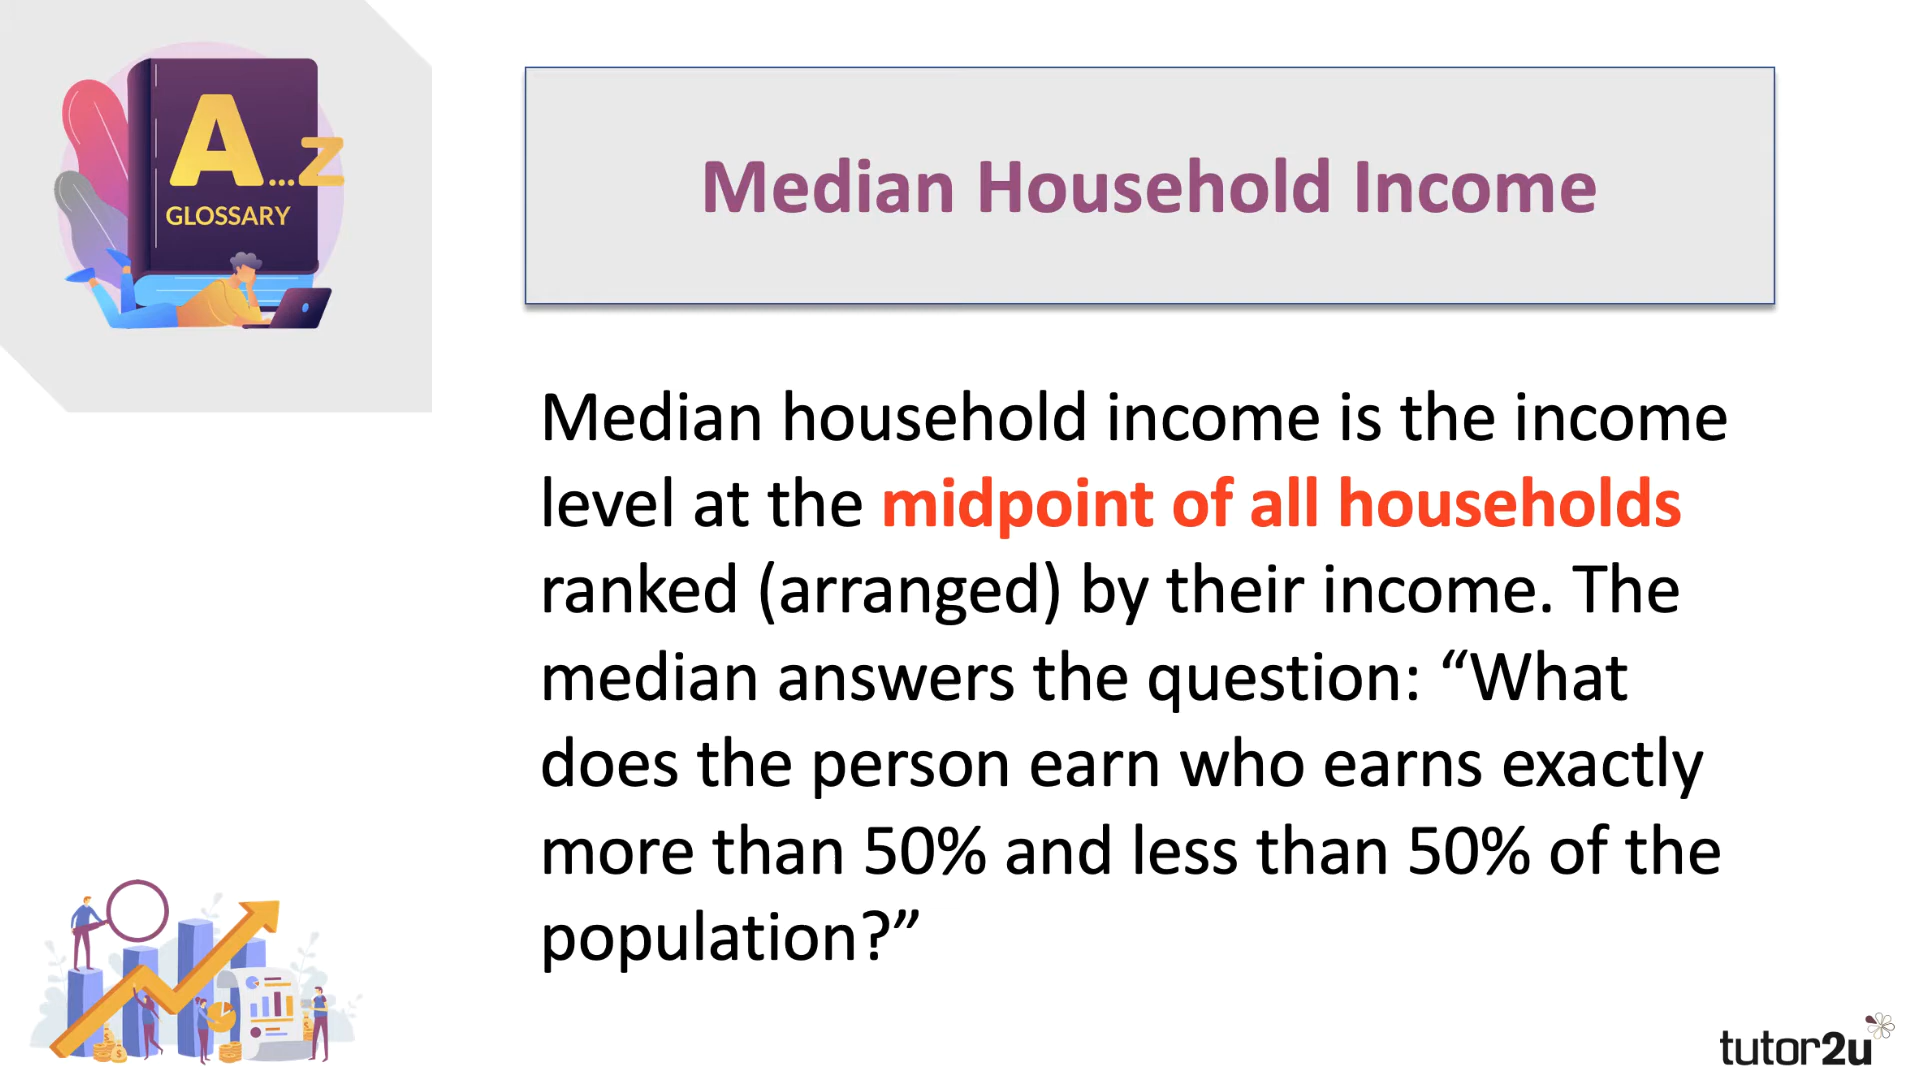 A...Z
GLOSSARY
Median Household Income
Median household income is the income
level at the midpoint of all households
ranked (arranged) by their income. The
median answers the question: “What
does the person earn who earns exactly
more than 50% and less than 50% of the
population?”
tutor2u